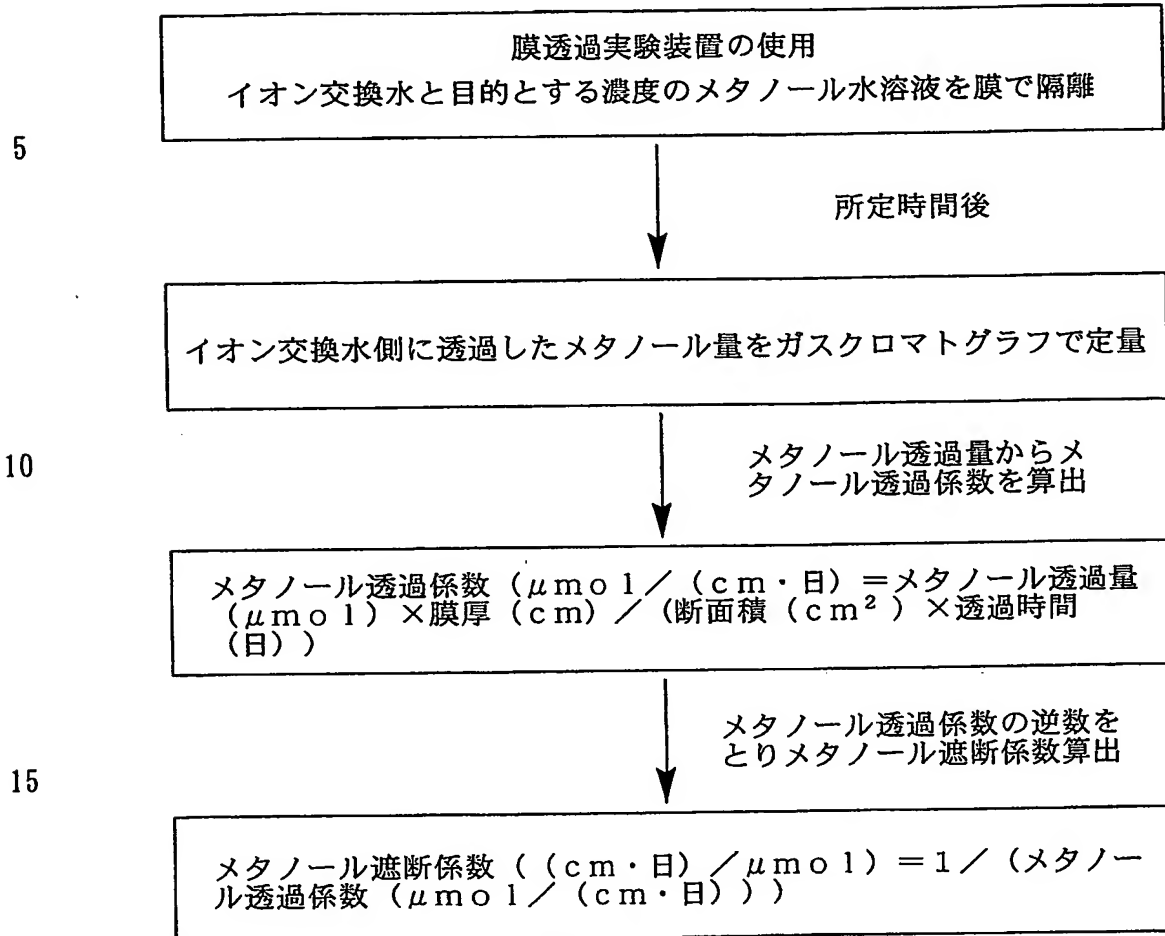 膜透過実験装置の使用
イオン交換水と目的とする濃度のメタノール水溶液を膜で隔離
5
所定時間後
イオン交換水側に透過したメタノール量をガスクロマトグラフで定量
10
メタノール透過量からメ
タノール透過係数を算出
メタノール透過係数(μmol/(cm・日)=メタノール透過量
(μmol)×膜厚(cm)/(断面積(cm²)×透過時間
(日))
メタノール透過係数の逆数を
とりメタノール遮断係数算出
15
メタノール遮断係数((cm・日)/μmol)=1/(メタノー
ル透過係数(μmol/(cm・日)))